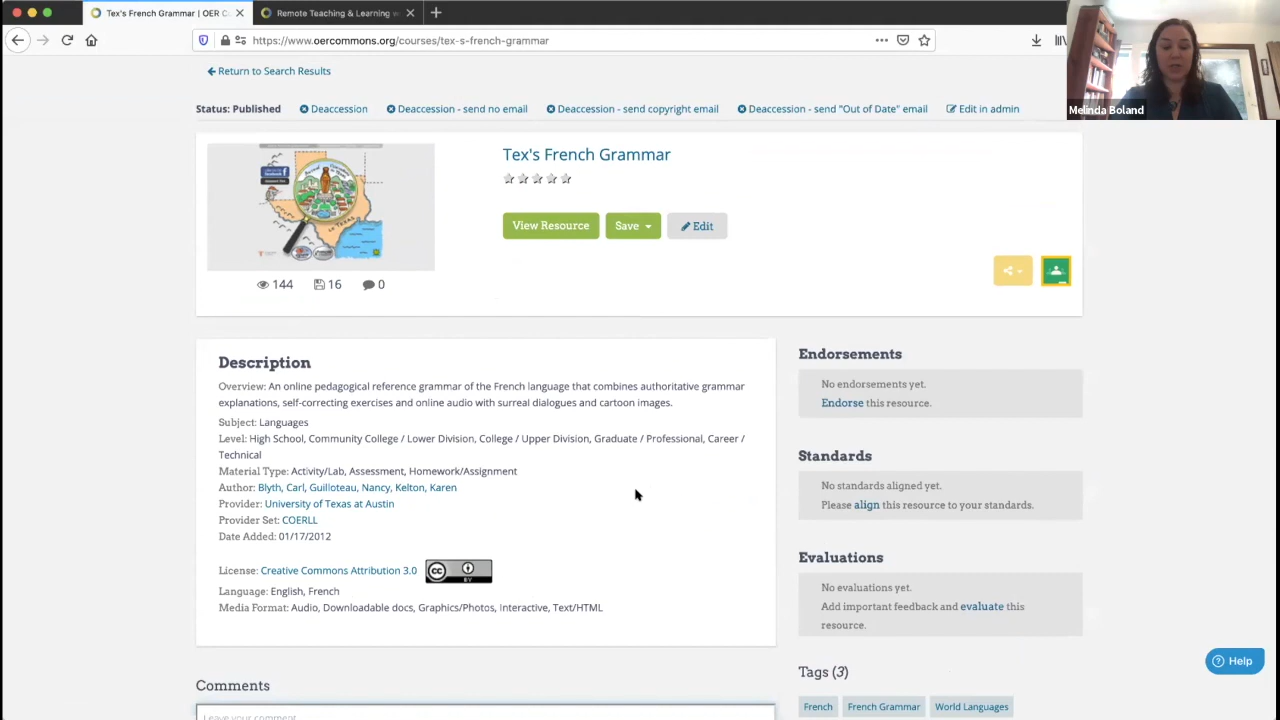 Tex's French Grammar | OER C
Remote Teaching & Learning w
https://www.oercommons.org/courses/tex-s-french-grammar
Melinda Boland
Return to Search Results
Status: Published Deaccession Deaccession - send no email Deaccession - send copyright email Deaccession - send "Out of Date" email Edit in admin
Tex's French Grammar
View Resource Save Edit
144 16 0
Description
Overview: An online pedagogical reference grammar of the French language that combines authoritative grammar
explanations, self-correcting exercises and online audio with surreal dialogues and cartoon images.
Subject: Languages
Level: High School, Community College / Lower Division, College / Upper Division, Graduate / Professional, Career /
Technical
Material Type: Activity/Lab, Assessment, Homework/Assignment
Author: Blyth, Carl, Guilloteau, Nancy, Kelton, Karen
Provider: University of Texas at Austin
Provider Set: COERLL
Date Added: 01/17/2012
License: Creative Commons Attribution 3.0 cc BY
Language: English, French
Media Format: Audio, Downloadable docs, Graphics/Photos, Interactive, Text/HTML
Comments
Leave your comment
Endorsements
No endorsements yet.
Endorse this resource.
Standards
No standards aligned yet.
Please align this resource to your standards.
Evaluations
No evaluations yet.
Add important feedback and evaluate this
resource.
Tags (3)
French French Grammar World Languages
Help